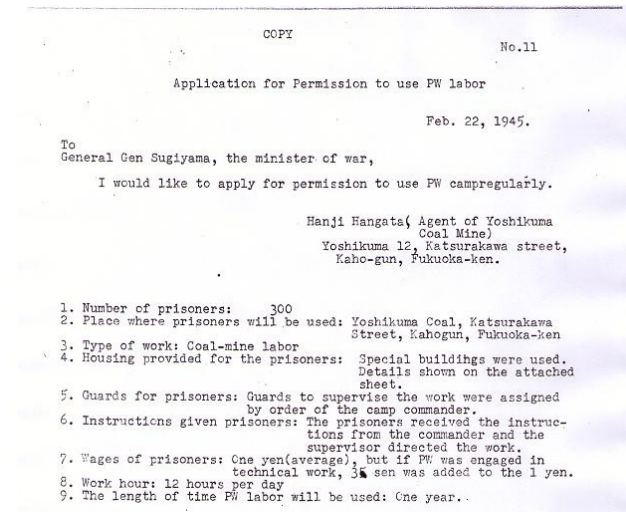 COPY
No.11
Application for Permission to use PW labor
Feb. 22, 1945.
To
General Gen Sugiyama, the minister of war,
I would like to apply for permission to use PW campregularly.
Hanji Hangata( Agent of Yoshikuma
Coal Mine)
Yoshikuma 12, Katsurakawa street,
Kaho-gun, Fukuoka-ken.
1. Number of prisoners: 300
2. Place where prisoners will be used: Yoshikuma Coal, Katsurakawa
Street, Kahogun, Fukuoka-ken
3. Type of work: Coal-mine labor
4. Housing provided for the prisoners: Special buildings were used.
Details shown on the attached
sheet.
5. Guards for prisoners: Guards to supervise the work were assigned
by order of the camp commander.
6. Instructions given prisoners: The prisoners received the instruc-
tions from the commander and the
supervisor directed the work.
7. Wages of prisoners: One yen(average), but if PW was engaged in
technical work, sen was added to the 1 yen.
8. Work hour: 12 hours per day
9. The length of time PW labor will be used: One year.